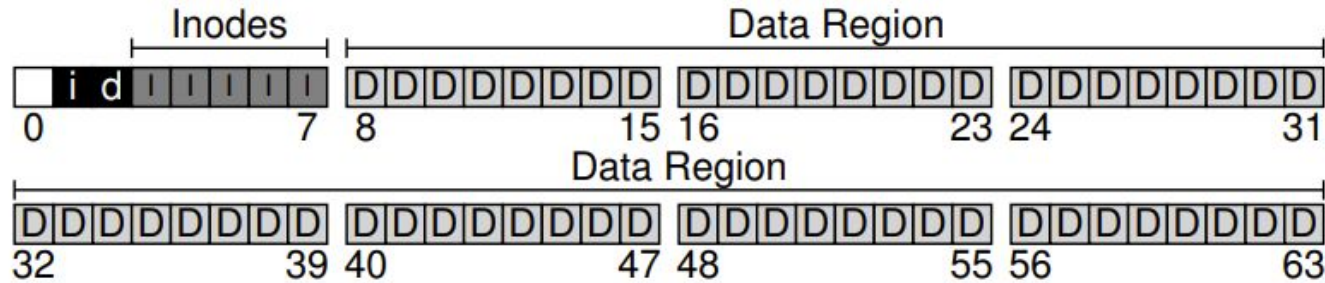 Inodes Data Region
i d I I I I I D D D D D D D D D D D D D D D D D D D D D D D D
0 7 8 15 16 23 24 31
Data Region
D D D D D D D D D D D D D D D D D D D D D D D D D D D D D D D D
32 39 40 47 48 55 56 63